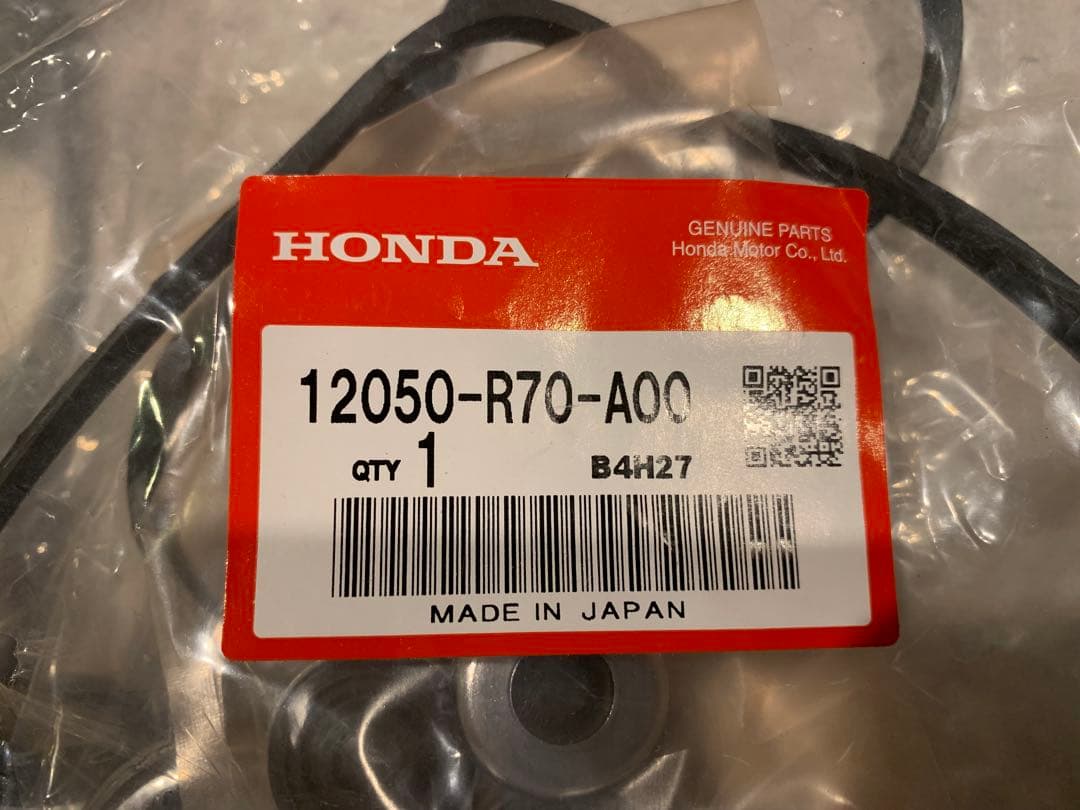 HONDA
GENUINE PARTS
Honda Motor Co., Ltd.
12050-R70-A00
QTY 1
B4H27
MADE IN JAPAN